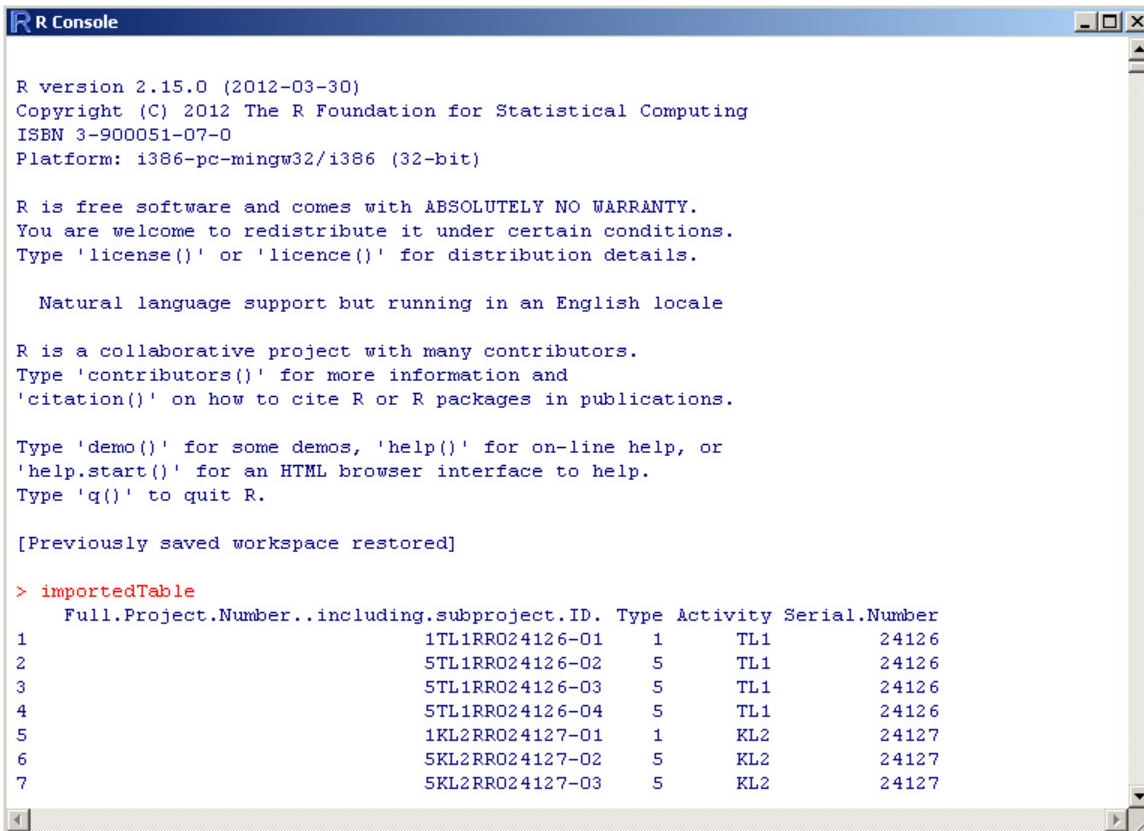 R Console
R version 2.15.0 (2012-03-30)
Copyright (C) 2012 The R Foundation for Statistical Computing
ISBN 3-900051-07-0
Platform: i386-pc-mingw32/i386 (32-bit)
R is free software and comes with ABSOLUTELY NO WARRANTY.
You are welcome to redistribute it under certain conditions.
Type 'license()' or 'licence()' for distribution details.
Natural language support but running in an English locale
R is a collaborative project with many contributors.
Type 'contributors()' for more information and
'citation()' on how to cite R or R packages in publications.
Type 'demo()' for some demos, 'help()' for on-line help, or
'help.start()' for an HTML browser interface to help.
Type 'q()' to quit R.
[Previously saved workspace restored]
> importedTable
Full.Project.Number..including.subproject.ID. Type Activity Serial.Number
1 1TL1RR024126-01 1 TL1 24126
2 5TL1RR024126-02 5 TL1 24126
3 5TL1RR024126-03 5 TL1 24126
4 5TL1RR024126-04 5 TL1 24126
5 1KL2RR024127-01 1 KL2 24127
6 5KL2RR024127-02 5 KL2 24127
7 5KL2RR024127-03 5 KL2 24127